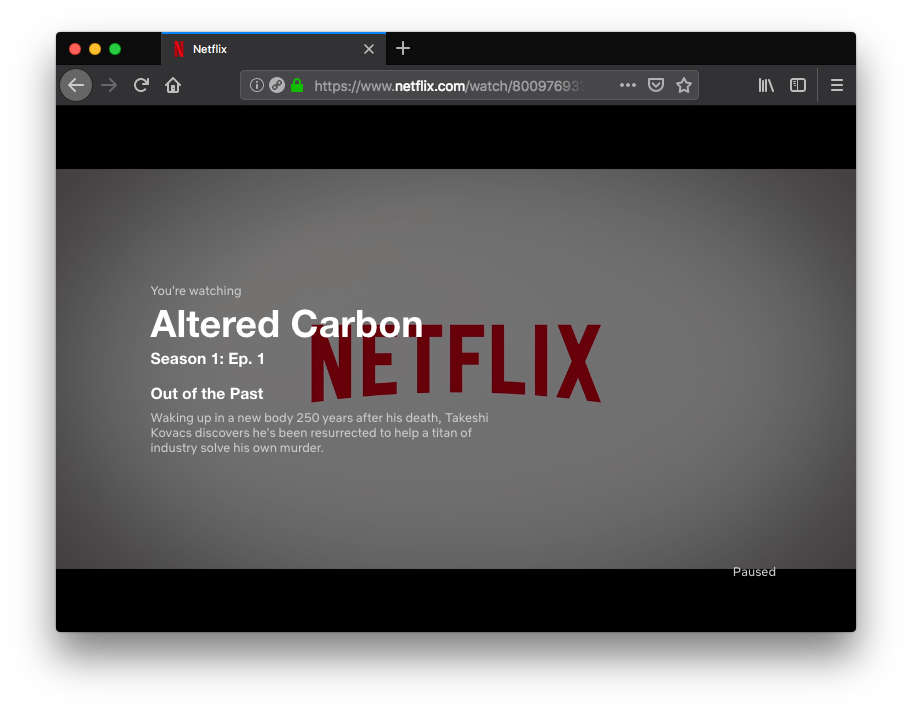 Netflix
https://www.netflix.com/watch/80097693
You're watching
Altered Carbon
NETFLIX
Season 1: Ep. 1
Out of the Past
Waking up in a new body 250 years after his death, Takeshi
Kovacs discovers he's been resurrected to help a titan of
industry solve his own murder.
Paused